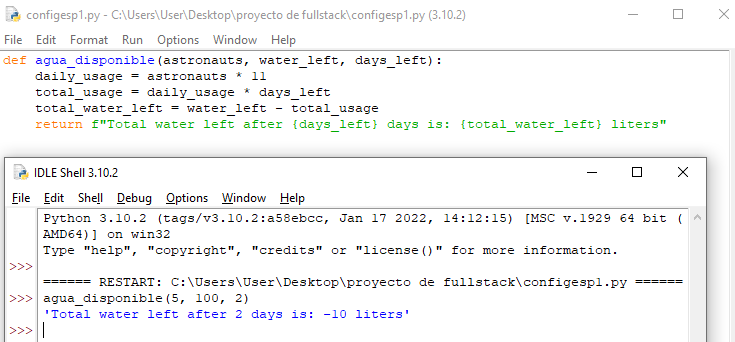 configesp1.py - C:\Users\User\Desktop\proyecto de fullstack\configesp1.py (3.10.2)
File Edit Format Run Options Window Help
def agua_disponible(astronauts, water_left, days_left):
    daily_usage = astronauts * 11
    total_usage = daily_usage * days_left
    total_water_left = water_left - total_usage
    return f"Total water left after {days_left} days is: {total_water_left} liters"
IDLE Shell 3.10.2
File Edit Shell Debug Options Window Help
Python 3.10.2 (tags/v3.10.2:a58ebcc, Jan 17 2022, 14:12:15) [MSC v.1929 64 bit (
AMD64)] on win32
Type "help", "copyright", "credits" or "license()" for more information.
>>>
====== RESTART: C:\Users\User\Desktop\proyecto de fullstack\configesp1.py ======
>>> agua_disponible(5, 100, 2)
'Total water left after 2 days is: -10 liters'
>>>